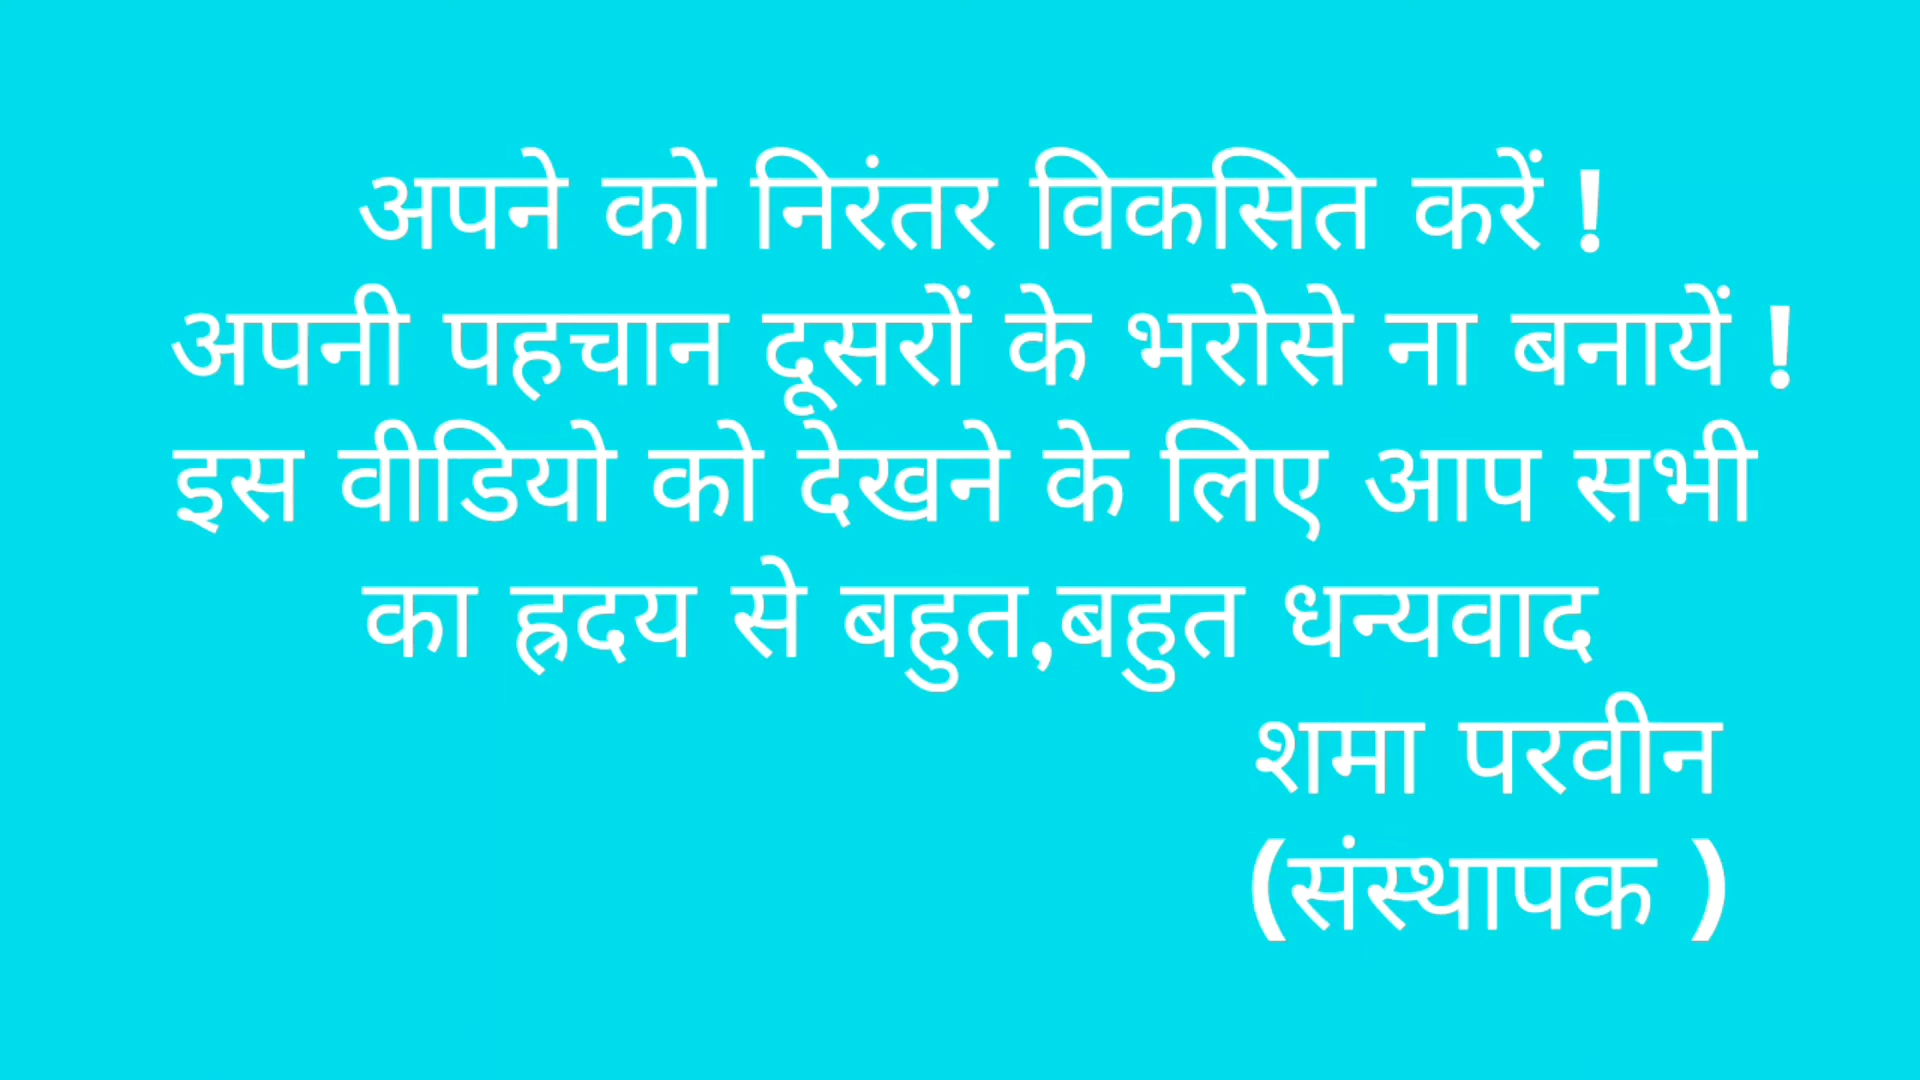 अपने को निरंतर विकसित करें !
अपनी पहचान दूसरों के भरोसे ना बनायें !
इस वीडियो को देखने के लिए आप सभी
का ह्रदय से बहुत,बहुत धन्यवाद
शमा परवीन
(संस्थापक )